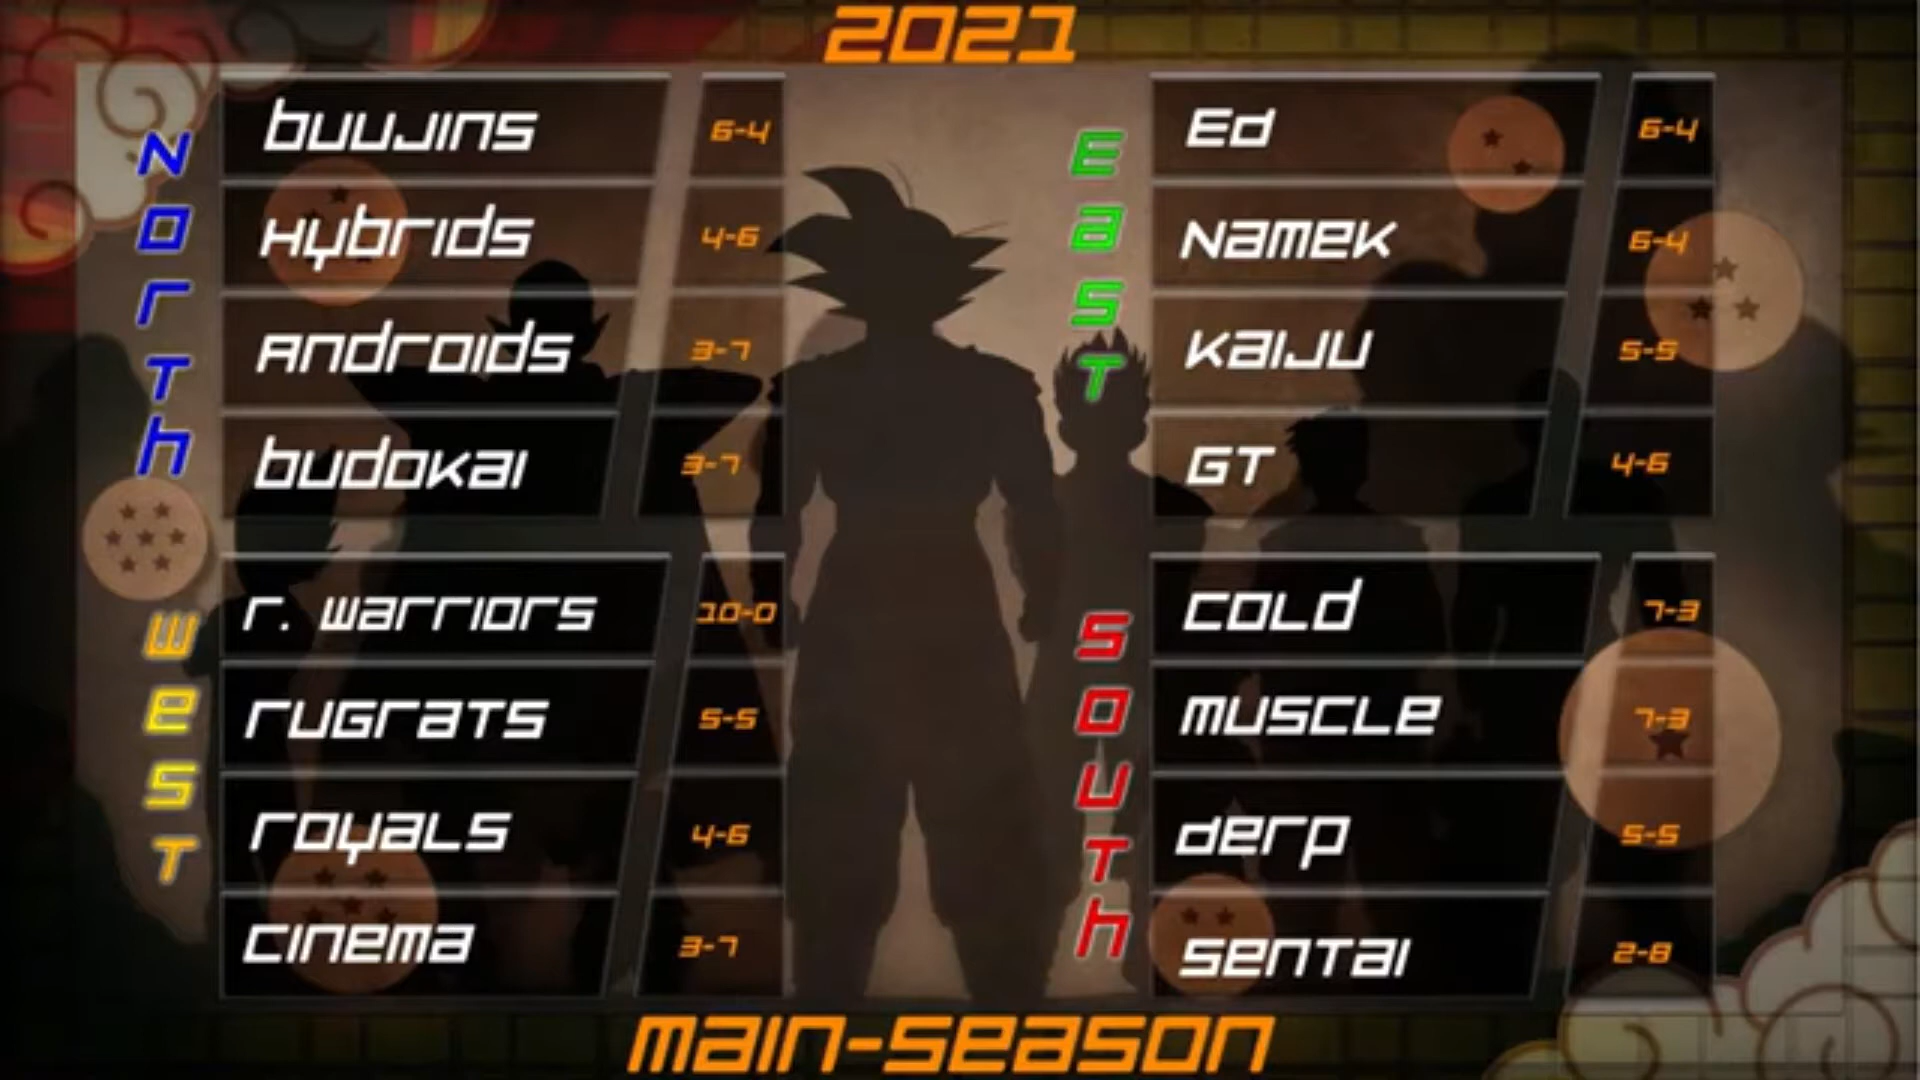 2021
North
Buujins 6-4
Hybrids 4-6
Androids 3-7
Budokai 3-7
East
Ed 6-4
Namek 6-4
Kaiju 5-5
GT 4-6
West
R. Warriors 10-0
Rugrats 5-5
Royals 4-6
Cinema 3-7
South
Cold 7-3
Muscle 7-3
Derp 5-5
Sentai 2-8
Main-Season